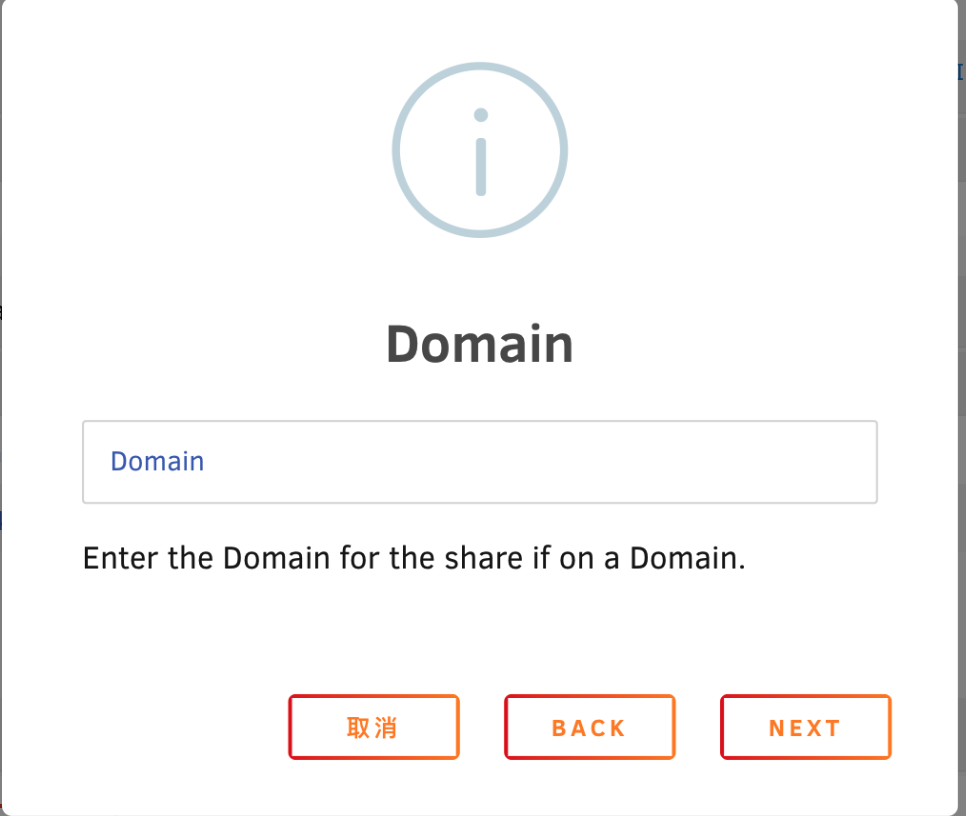 Domain
Domain
Enter the Domain for the share if on a Domain.
取消 BACK NEXT